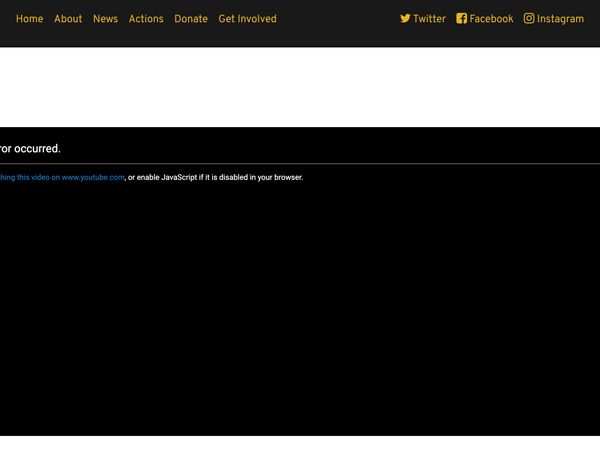 Home About News Actions Donate Get Involved Twitter Facebook Instagram
ror occurred.
hing this video on www.youtube.com, or enable JavaScript if it is disabled in your browser.